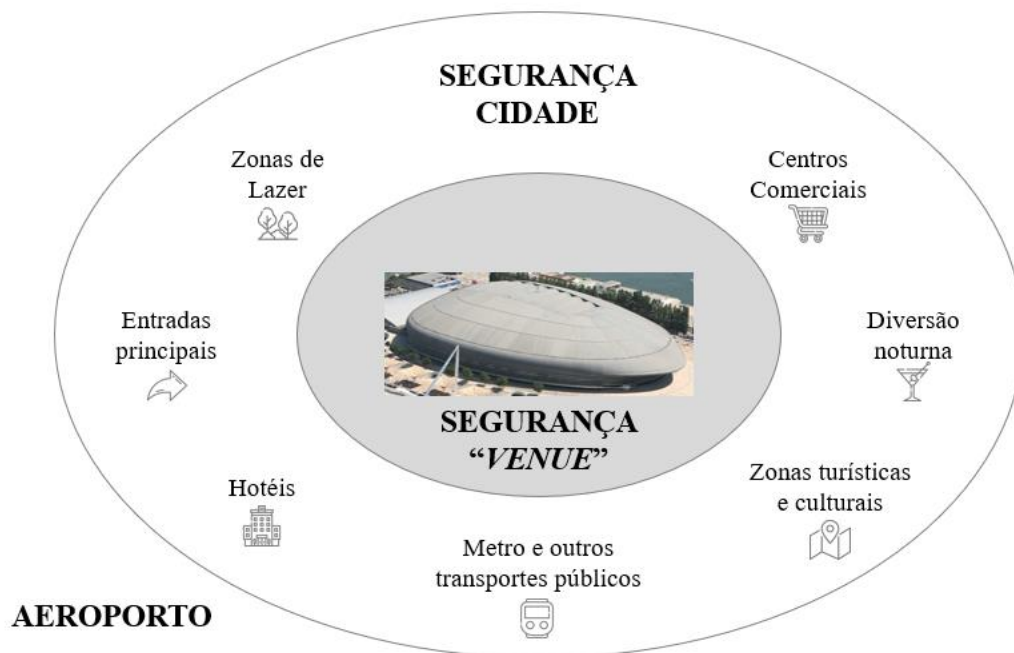 SEGURANÇA
CIDADE
Zonas de
Lazer
Centros
Comerciais
Entradas
principais
Diversão
noturna
SEGURANÇA
“VENUE”
Hotéis
Zonas turísticas
e culturais
Metro e outros
transportes públicos
AEROPORTO